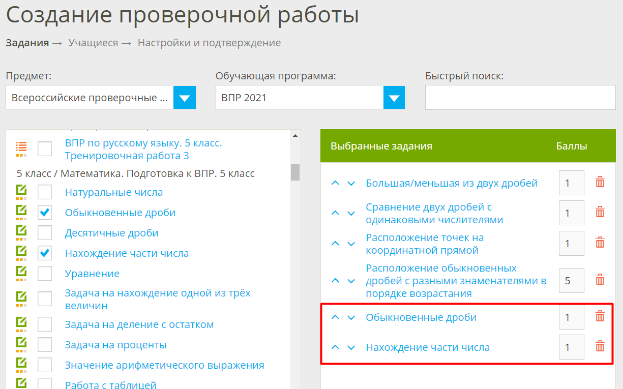 Создание проверочной работы
Задания → Учащиеся → Настройки и подтверждение
Предмет:
Обучающая программа:
Быстрый поиск:
Всероссийские проверочные ...
ВПР 2021
ВПР по русскому языку. 5 класс.
Тренировочная работа 3
5 класс / Математика. Подготовка к ВПР. 5 класс
Натуральные числа
Обыкновенные дроби
Десятичные дроби
Нахождение части числа
Уравнение
Задача на нахождение одной из трёх
величин
Задача на деление с остатком
Задача на проценты
Значение арифметического выражения
Работа с таблицей
Выбранные задания Баллы
Большая/меньшая из двух дробей 1
Сравнение двух дробей с
одинаковыми числителями 1
Расположение точек на
координатной прямой 1
Расположение обыкновенных
дробей с разными знаменателями в 5
порядке возрастания
Обыкновенные дроби 1
Нахождение части числа 1